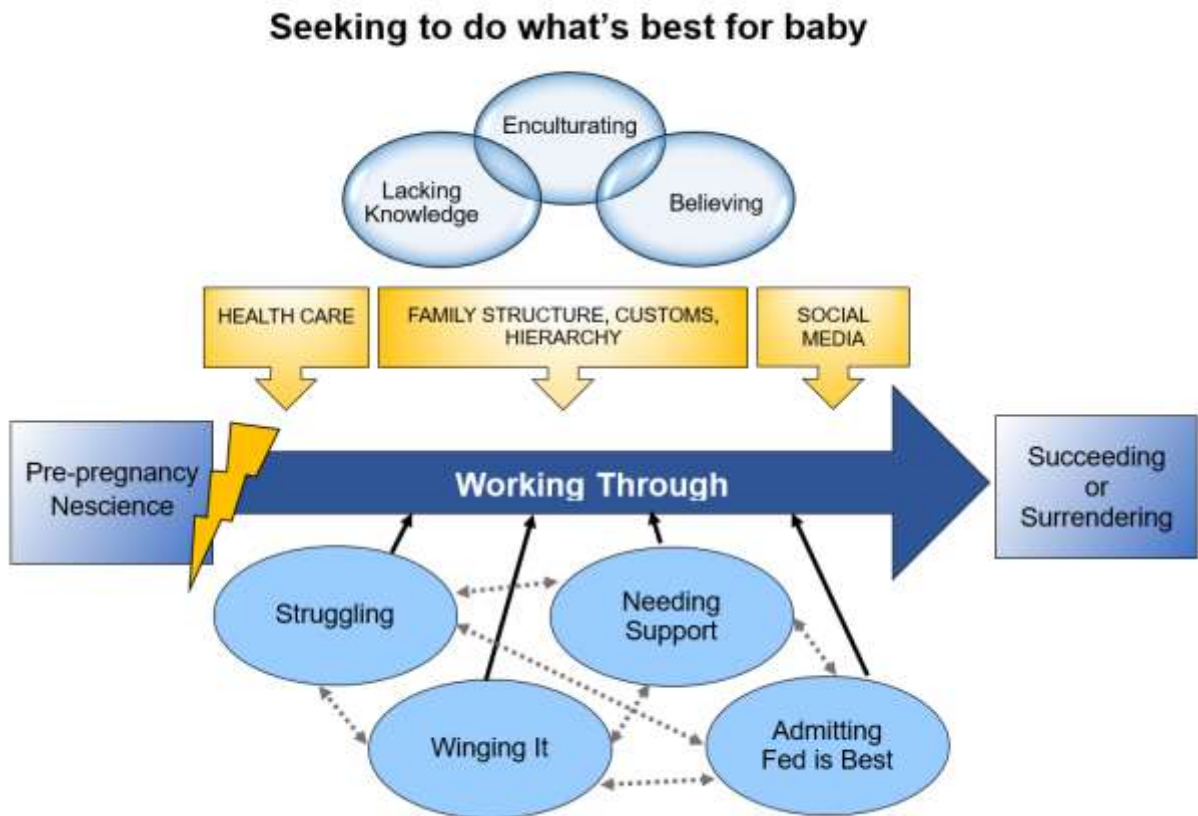 Seeking to do what's best for baby
Enculturating
Lacking
Knowledge
Believing
HEALTH CARE
FAMILY STRUCTURE, CUSTOMS,
HIERARCHY
SOCIAL
MEDIA
Pre-pregnancy
Nescience
Working Through
Succeeding
or
Surrendering
Struggling
Needing
Support
Winging It
Admitting
Fed is Best